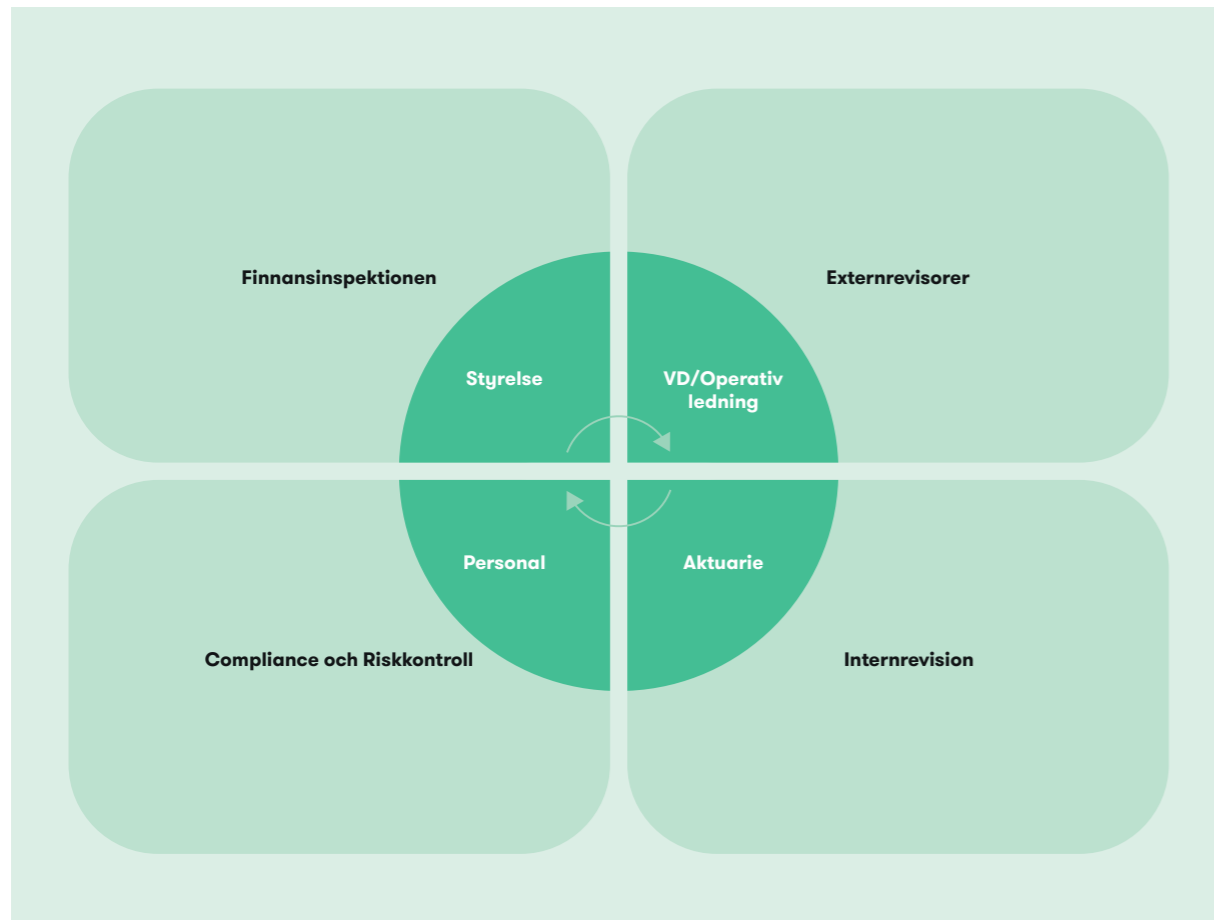 Finnansinspektionen
Externrevisorer
Styrelse
VD/Operativ
ledning
Personal
Aktuarie
Compliance och Riskkontroll
Internrevision